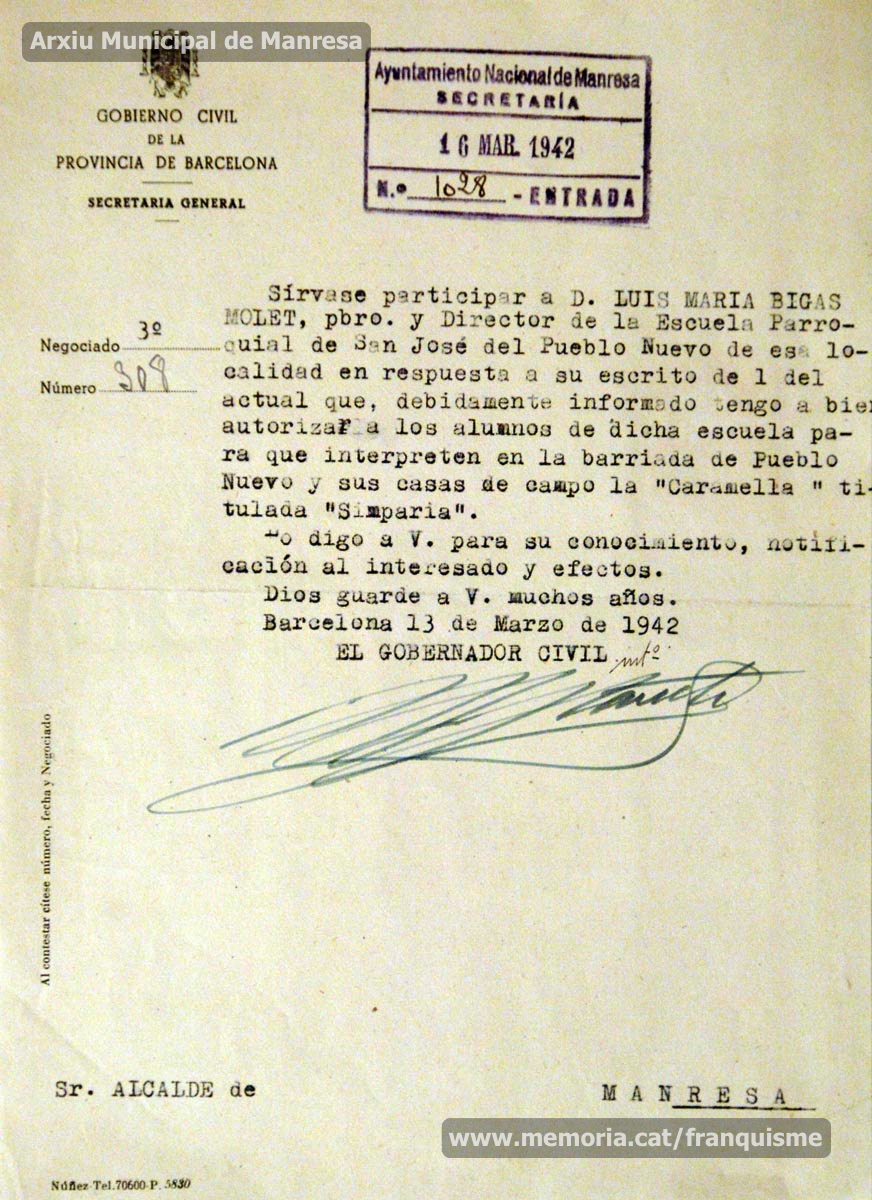 Arxiu Municipal de Manresa
GOBIERNO CIVIL
DE LA
PROVINCIA DE BARCELONA
SECRETARIA GENERAL
Ayuntamiento Nacional de Manresa
SECRETARÍA
16 MAR. 1942
N.º 1028 - ENTRADA
Negociado 3º
Número 308
Sírvase participar a D. LUIS MARIA BIGAS
MOLET, pbro. y Director de la Escuela Parro-
quial de San José del Pueblo Nuevo de esa lo-
calidad en respuesta a su escrito de 1 del
actual que, debidamente informado tengo a bien
autorizar a los alumnos de dicha escuela pa-
ra que interpreten en la barriada de Pueblo
Nuevo y sus casas de campo la "Caramella " ti-
tulada "Simparia".
Lo digo a V. para su conocimiento, notifi-
cación al interesado y efectos.
Dios guarde a V. muchos años.
Barcelona 13 de Marzo de 1942
EL GOBERNADOR CIVIL
Al contestar cítese número, fecha y Negociado
Sr. ALCALDE de MANRESA
www.memoria.cat/franquisme
Núñez-Tel. 70600-P. 5830